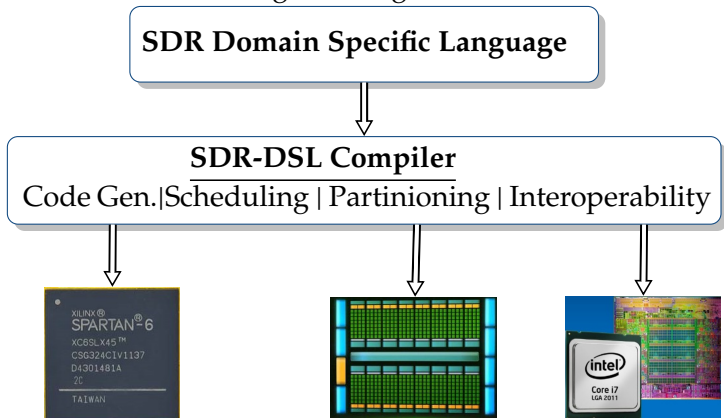 SDR Domain Specific Language
SDR-DSL Compiler
Code Gen.|Scheduling | Partinioning | Interoperability
XILINX®
SPARTAN®-6
XC6SLX45™
CSG324CIV1137
D4301481A
2C
TAIWAN
intel
Core i7
LGA 2011